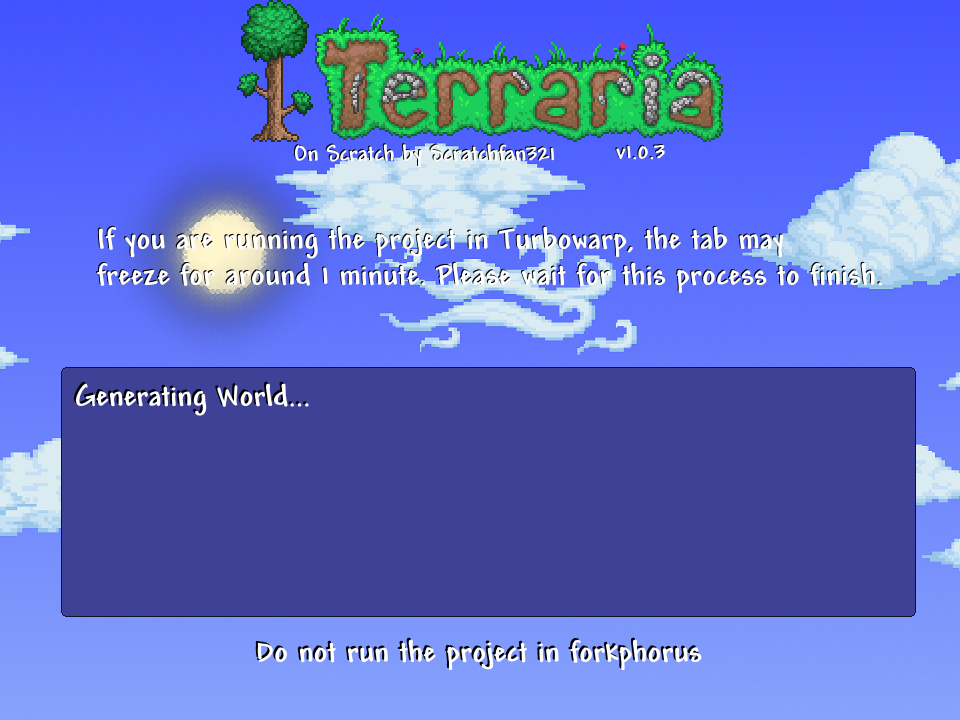 Terraria
On Scratch by Scratchfan321 v1.0.3
If you are running the project in Turbowarp, the tab may
freeze for around 1 minute. Please wait for this process to finish.
Generating World...
Do not run the project in forkphorus